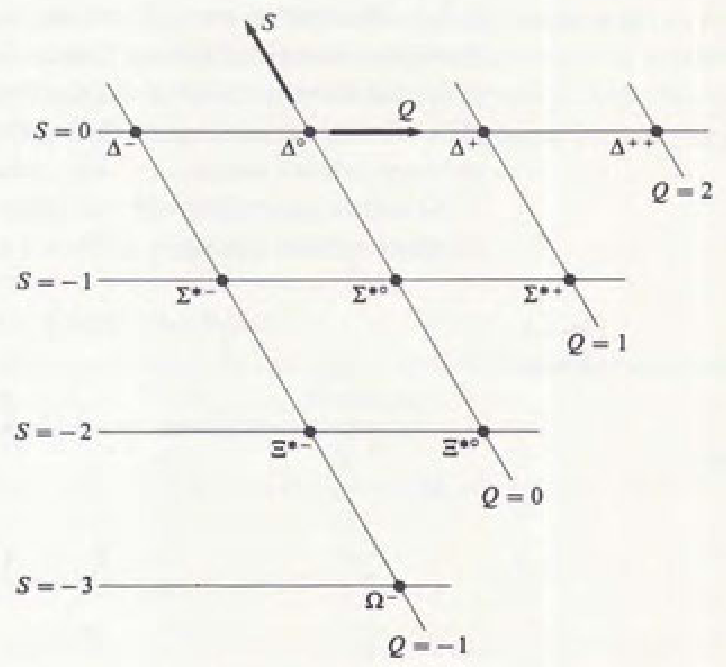 S
Q
S = 0
Δ⁻ Δ° Δ⁺ Δ⁺⁺
Q = 2
S = −1
Σ*⁻ Σ*° Σ*⁺
Q = 1
S = −2
Ξ*⁻ Ξ*°
Q = 0
S = −3
Ω⁻
Q = −1